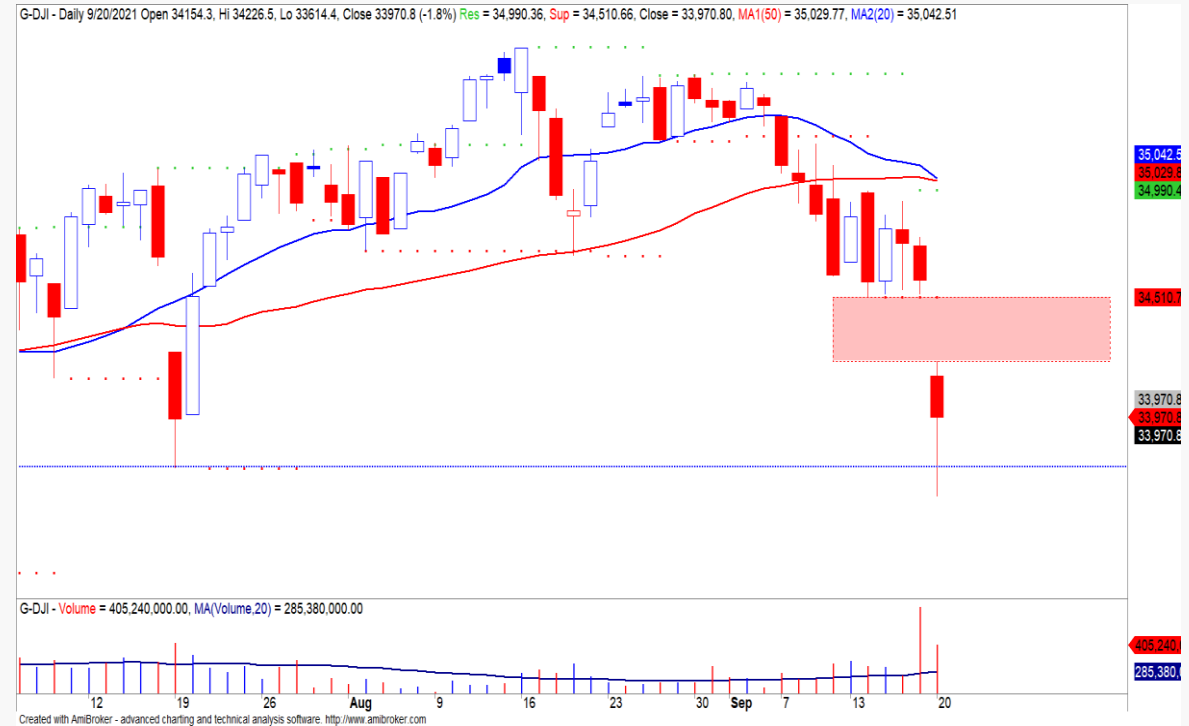 G-DJI - Daily 9/20/2021 Open 34154.3, Hi 34226.5, Lo 33614.4, Close 33970.8 (-1.8%) Res = 34,990.36, Sup = 34,510.66, Close = 33,970.80, MA1(50) = 35,029.77, MA2(20) = 35,042.51
35,042.5
35,029.8
34,990.4
34,510.7
33,970.8
33,970.8
33,970.8
G-DJI - Volume = 405,240,000.00, MA(Volume,20) = 285,380,000.00
405,240,
285,380,
12 19 26 Aug 9 16 23 30 Sep 7 13 20
Created with AmiBroker - advanced charting and technical analysis software. http://www.amibroker.com